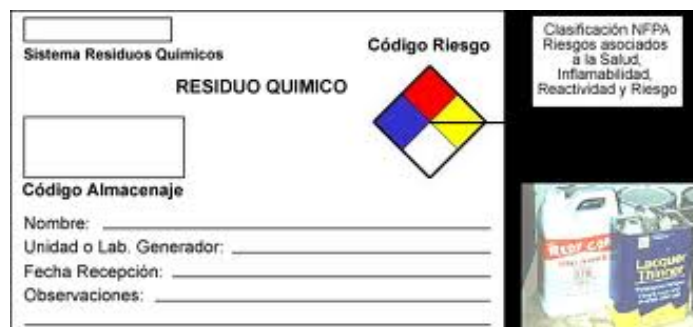 Sistema Residuos Químicos
Código Riesgo
RESIDUO QUIMICO
Código Almacenaje
Nombre:
Unidad o Lab. Generador:
Fecha Recepción:
Observaciones:
Clasificación NFPA
Riesgos asociados
a la Salud,
Inflamabilidad,
Reactividad y Riesgo
Lacquer
Thinner